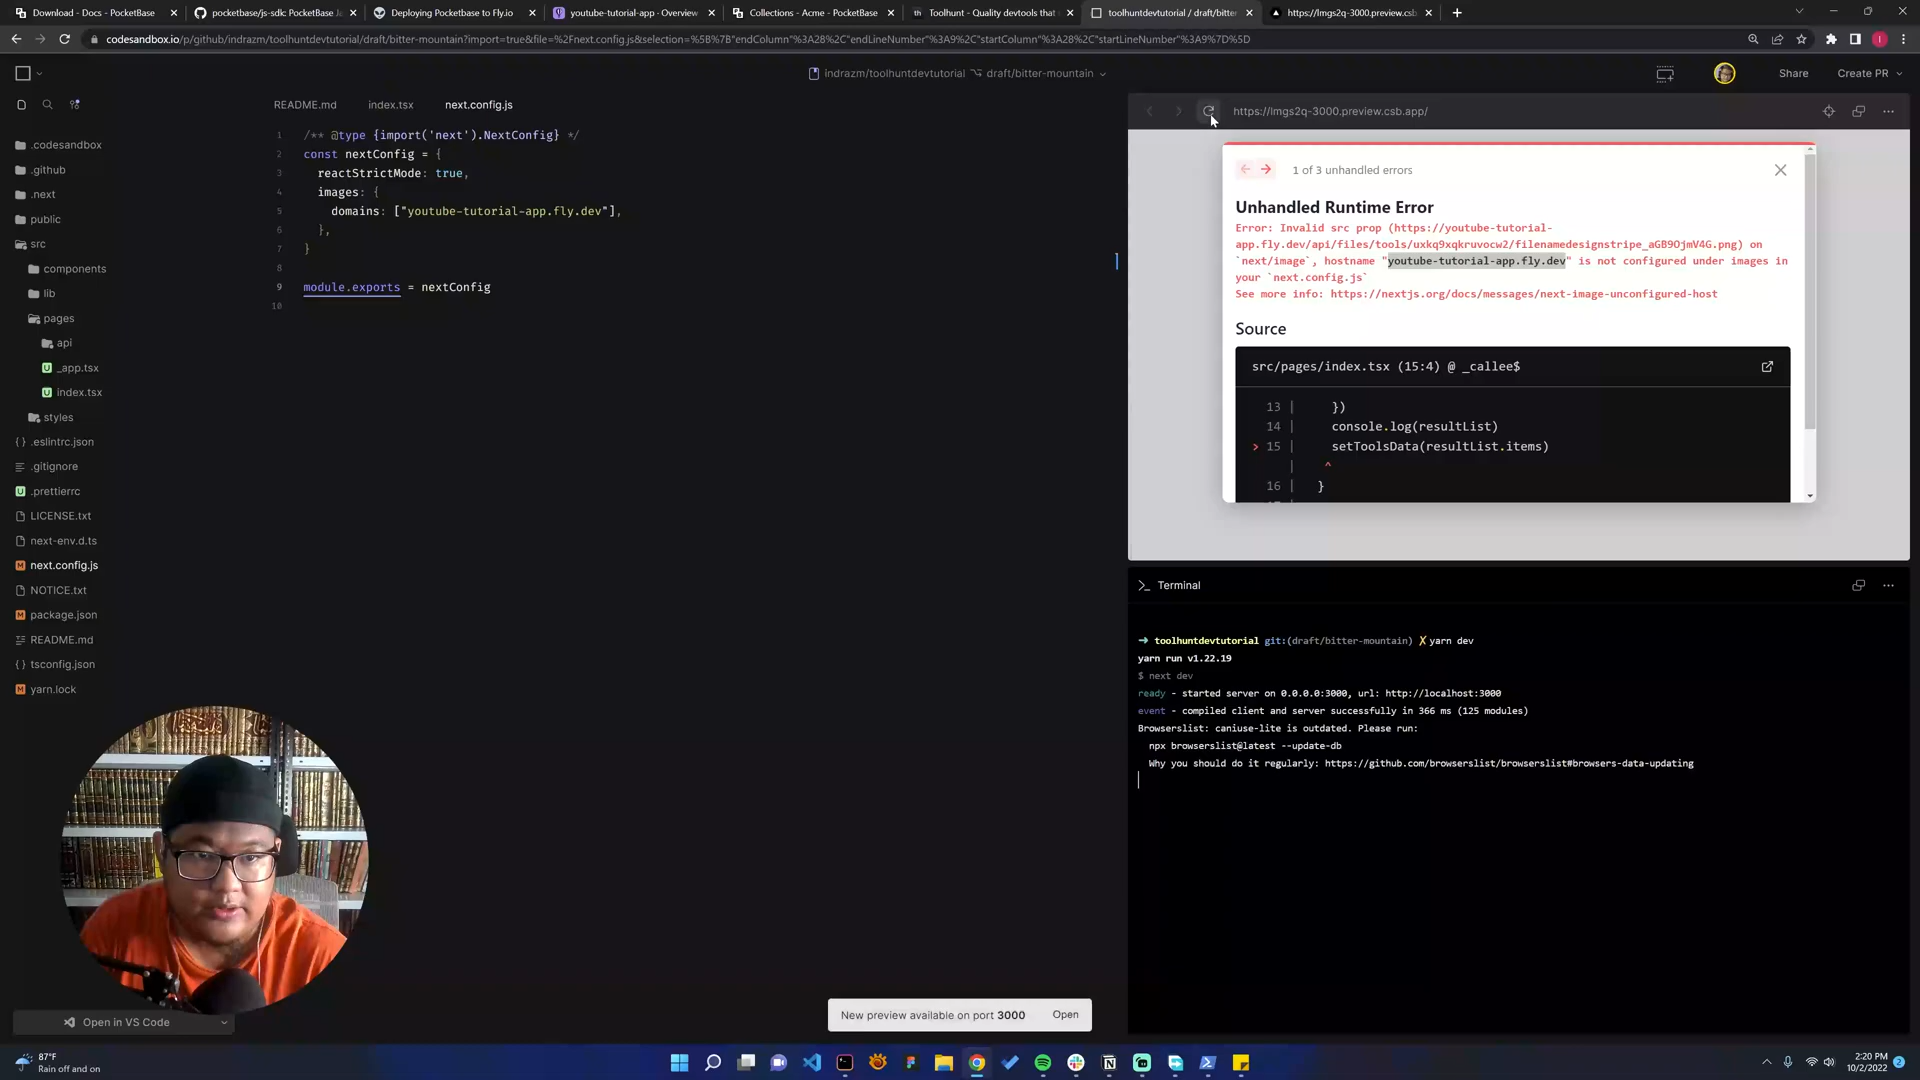 Download - Docs - PocketBase
pocketbase/js-sdk: PocketBase J
Deploying Pocketbase to Fly.io
youtube-tutorial-app · Overview
Collections - Acme - PocketBase
Toolhunt - Quality devtools that
toolhuntdevtutorial / draft/bitter
https://lmgs2q-3000.preview.csb
codesandbox.io/p/github/indrazm/toolhuntdevtutorial/draft/bitter-mountain?import=true&file=%2Fnext.config.js&selection=%5B%7B"endColumn"%3A28%2C"endLineNumber"%3A9%2C"startColumn"%3A28%2C"startLineNumber"%3A9%7D%5D
indrazm/toolhuntdevtutorial draft/bitter-mountain
Share
Create PR
README.md
index.tsx
next.config.js
https://lmgs2q-3000.preview.csb.app/
.codesandbox
.github
.next
public
src
components
lib
pages
api
_app.tsx
index.tsx
styles
.eslintrc.json
.gitignore
.prettierrc
LICENSE.txt
next-env.d.ts
next.config.js
NOTICE.txt
package.json
README.md
tsconfig.json
yarn.lock
Open in VS Code
1 /** @type {import('next').NextConfig} */
2 const nextConfig = {
3 reactStrictMode: true,
4 images: {
5 domains: ["youtube-tutorial-app.fly.dev"],
6 },
7 }
8
9 module.exports = nextConfig
10
1 of 3 unhandled errors
Unhandled Runtime Error
Error: Invalid src prop (https://youtube-tutorial-
app.fly.dev/api/files/tools/uxkq9xqkruvocw2/filenamedesignstripe_aGB9OjmV4G.png) on
`next/image`, hostname "youtube-tutorial-app.fly.dev" is not configured under images in
your `next.config.js`
See more info: https://nextjs.org/docs/messages/next-image-unconfigured-host
Source
src/pages/index.tsx (15:4) @ _callee$
13 | })
14 | console.log(resultList)
> 15 | setToolsData(resultList.items)
| ^
16 | }
Terminal
➜ toolhuntdevtutorial git:(draft/bitter-mountain) ✗ yarn dev
yarn run v1.22.19
$ next dev
ready - started server on 0.0.0.0:3000, url: http://localhost:3000
event - compiled client and server successfully in 366 ms (125 modules)
Browserslist: caniuse-lite is outdated. Please run:
npx browserslist@latest --update-db
Why you should do it regularly: https://github.com/browserslist/browserslist#browsers-data-updating
New preview available on port 3000
Open
87°F
Rain off and on
2:20 PM
10/2/2022